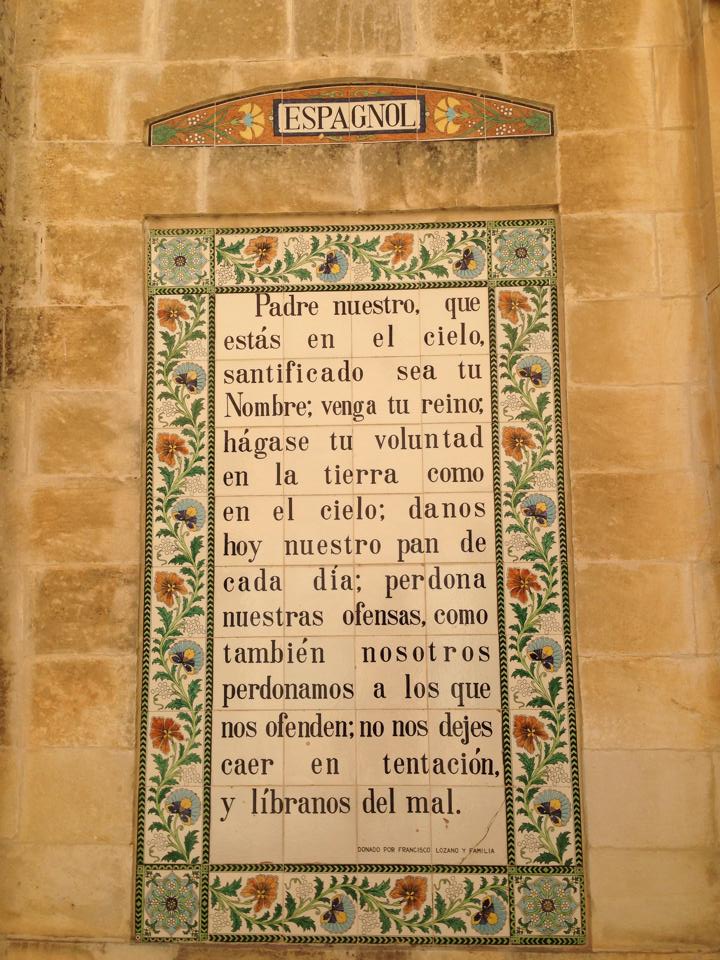 ESPAGNOL
Padre nuestro, que
estás en el cielo,
santificado sea tu
Nombre; venga tu reino;
hágase tu voluntad
en la tierra como
en el cielo; danos
hoy nuestro pan de
cada día; perdona
nuestras ofensas, como
también nosotros
perdonamos a los que
nos ofenden; no nos dejes
caer en tentación,
y líbranos del mal.
DONADO POR FRANCISCO LOZANO Y FAMILIA